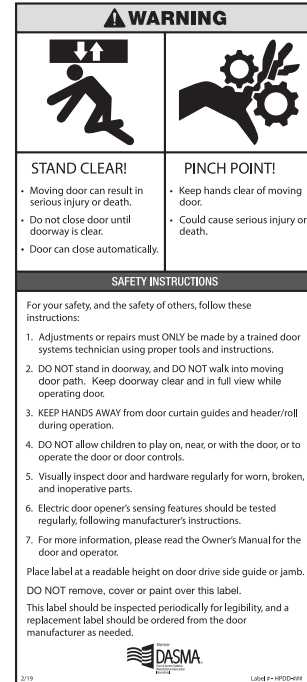 WARNING
STAND CLEAR!
• Moving door can result in
serious injury or death.
• Do not close door until
doorway is clear.
• Door can close automatically.
PINCH POINT!
• Keep hands clear of moving
door.
• Could cause serious injury or
death.
SAFETY INSTRUCTIONS
For your safety, and the safety of others, follow these
instructions:
1. Adjustments or repairs must ONLY be made by a trained door
systems technician using proper tools and instructions.
2. DO NOT stand in doorway, and DO NOT walk into moving
door path. Keep doorway clear and in full view while
operating door.
3. KEEP HANDS AWAY from door curtain guides and header/roll
during operation.
4. DO NOT allow children to play on, near, or with the door, or to
operate the door or door controls.
5. Visually inspect door and hardware regularly for worn, broken,
and inoperative parts.
6. Electric door opener's sensing features should be tested
regularly, following manufacturer's instructions.
7. For more information, please read the Owner's Manual for the
door and operator.
Place label at a readable height on door drive side guide or jamb.
DO NOT remove, cover or paint over this label.
This label should be inspected periodically for legibility, and a
replacement label should be ordered from the door
manufacturer as needed.
Member
DASMA
2/19
Label # - HPDD-###